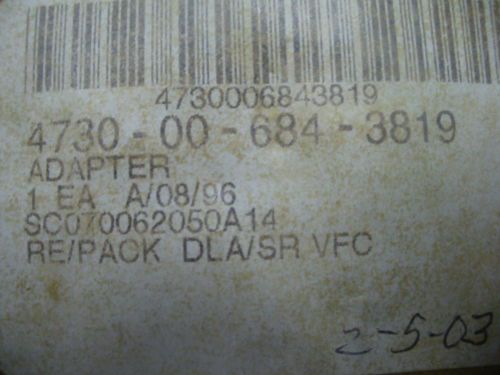 4730006843819
4730-00-684-3819
ADAPTER
1 EA A/08/96
SC070062050A14
RE/PACK DLA/SR VFC
2-5-03